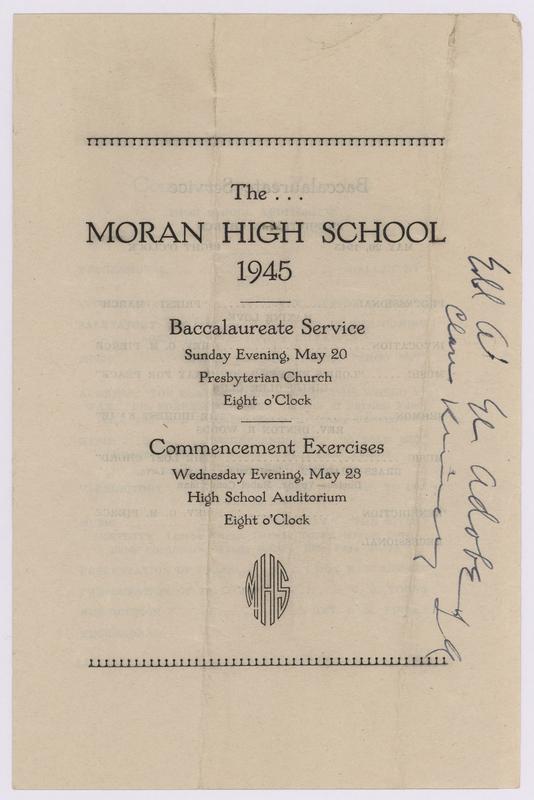 The...
MORAN HIGH SCHOOL
1945
Baccalaureate Service
Sunday Evening, May 20
Presbyterian Church
Eight o'Clock
Commencement Exercises
Wednesday Evening, May 23
High School Auditorium
Eight o'Clock
MHS